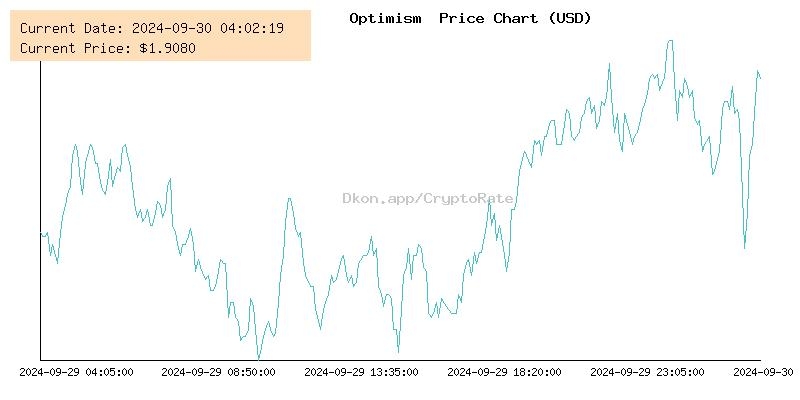 Optimism Price Chart (USD)
Current Date: 2024-09-30 04:02:19
Current Price: $1.9080
Dkon.app/CryptoRate
2024-09-29 04:05:00 2024-09-29 08:50:00 2024-09-29 13:35:00 2024-09-29 18:20:00 2024-09-29 23:05:00 2024-09-30